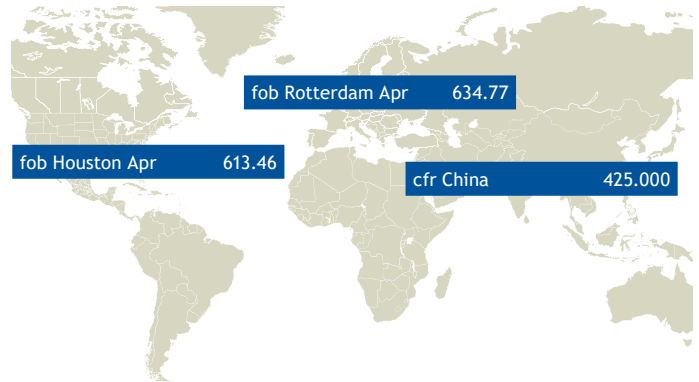 fob Rotterdam Apr 634.77
fob Houston Apr 613.46
cfr China 425.000